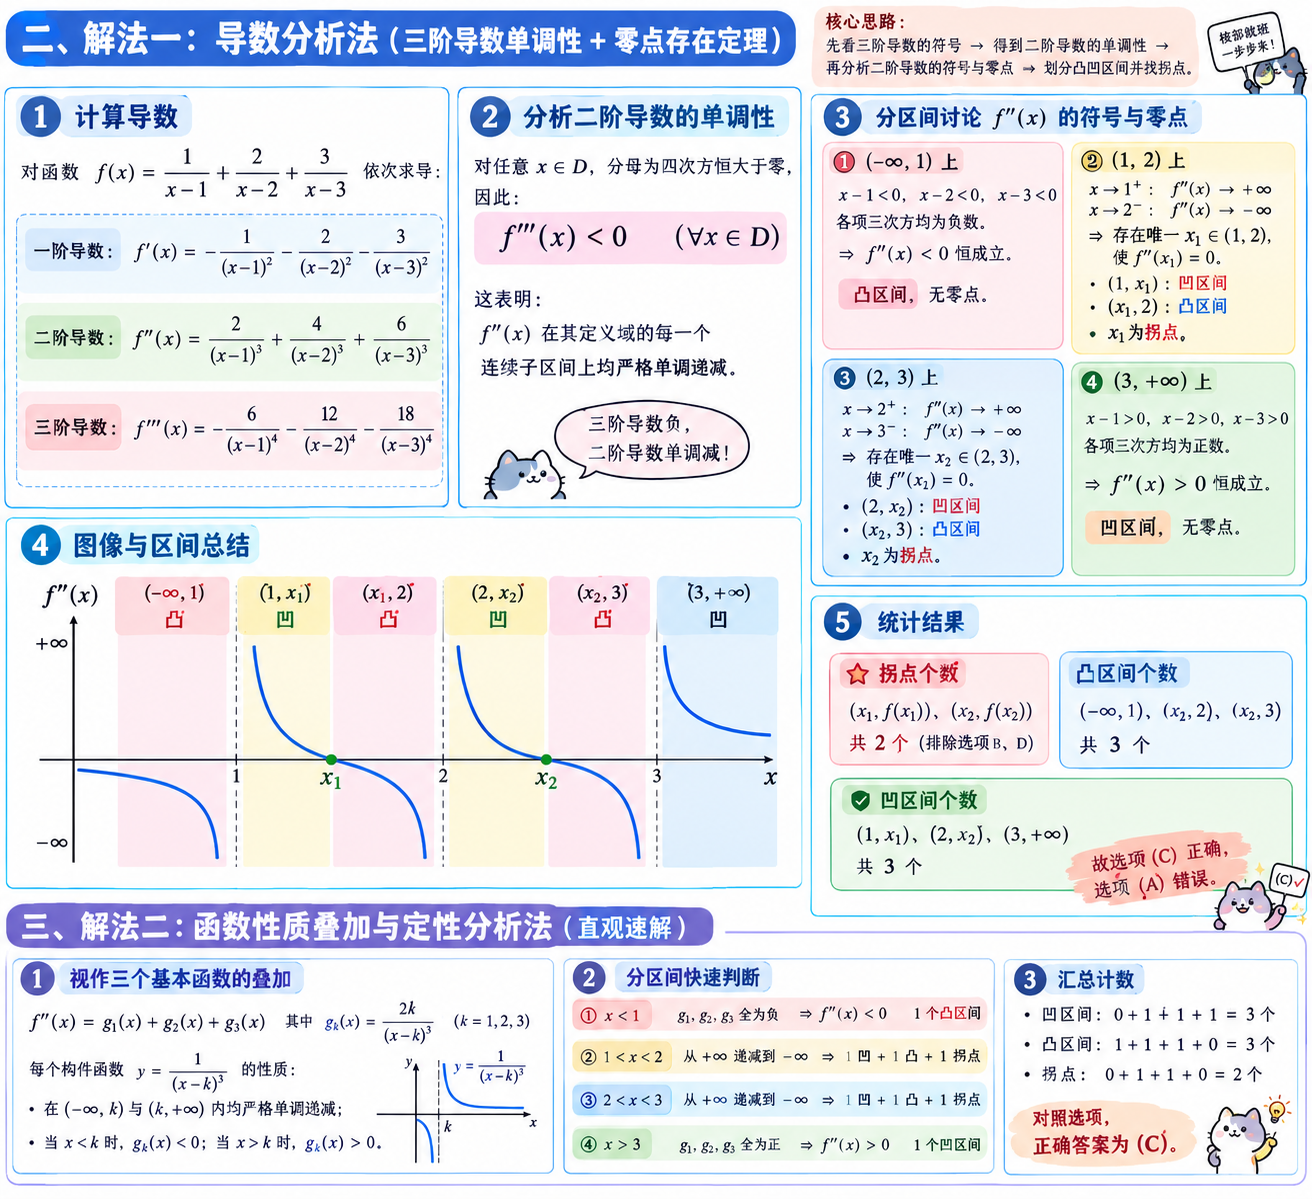 二、解法一：导数分析法（三阶导数单调性 + 零点存在定理）
核心思路：
先看三阶导数的符号 → 得到二阶导数的单调性 →
再分析二阶导数的符号与零点 → 划分凸凹区间并找拐点。
一步步来！
1 计算导数
对函数 f(x) = 1/(x−1) + 2/(x−2) + 3/(x−3) 依次求导：
一阶导数： f′(x) = − 1/(x−1)² − 2/(x−2)² − 3/(x−3)²
二阶导数： f″(x) = 2/(x−1)³ + 4/(x−2)³ + 6/(x−3)³
三阶导数： f‴(x) = − 6/(x−1)⁴ − 12/(x−2)⁴ − 18/(x−3)⁴
2 分析二阶导数的单调性
对任意 x ∈ D，分母为四次方恒大于零，
因此：
f‴(x) < 0 （∀x ∈ D）
这表明：
f″(x) 在其定义域的每一个
连续子区间上均严格单调递减。
三阶导数负，
二阶导数单调减！
3 分区间讨论 f″(x) 的符号与零点
① (−∞, 1) 上
x−1<0, x−2<0, x−3<0
各项三次方均为负数。
⇒ f″(x) < 0 恒成立。
凸区间，无零点。
② (1, 2) 上
x→1⁺： f″(x) → +∞
x→2⁻： f″(x) → −∞
⇒ 存在唯一 x₁ ∈ (1, 2),
使 f″(x₁) = 0。
• (1, x₁)：凹区间
• (x₁, 2)：凸区间
• x₁ 为拐点。
③ (2, 3) 上
x→2⁺： f″(x) → +∞
x→3⁻： f″(x) → −∞
⇒ 存在唯一 x₂ ∈ (2, 3),
使 f″(x₂) = 0。
• (2, x₂)：凹区间
• (x₂, 3)：凸区间
• x₂ 为拐点。
④ (3, +∞) 上
x−1>0, x−2>0, x−3>0
各项三次方均为正数。
⇒ f″(x) > 0 恒成立。
凹区间，无零点。
4 图像与区间总结
f″(x)
(−∞, 1) (1, x₁) (x₁, 2) (2, x₂) (x₂, 3) (3, +∞)
凸 凹 凸 凹 凸 凹
+∞
1 x₁ 2 x₂ 3 x
−∞
5 统计结果
拐点个数
(x₁, f(x₁))、(x₂, f(x₂))
共 2 个（排除选项 B、D）
凸区间个数
(−∞, 1)、(x₂, 2)、(x₂, 3)
共 3 个
凹区间个数
(1, x₁)、(2, x₂)、(3, +∞)
共 3 个
故选项 (C) 正确，
选项 (A) 错误。
(C)✓
三、解法二：函数性质叠加与定性分析法（直观速解）
1 视作三个基本函数的叠加
f″(x) = g₁(x) + g₂(x) + g₃(x) 其中 gₖ(x) = 2k/(x−k)³ (k = 1, 2, 3)
每个构件函数 y = 1/(x−k)³ 的性质：
• 在 (−∞, k) 与 (k, +∞) 内均严格单调递减；
• 当 x < k 时, gₖ(x) < 0；当 x > k 时, gₖ(x) > 0。
y
y = 1/(x−k)³
k x
2 分区间快速判断
① x < 1 g₁, g₂, g₃ 全为负 ⇒ f″(x) < 0 1 个凸区间
② 1 < x < 2 从 +∞ 递减到 −∞ ⇒ 1 凹 + 1 凸 + 1 拐点
③ 2 < x < 3 从 +∞ 递减到 −∞ ⇒ 1 凹 + 1 凸 + 1 拐点
④ x > 3 g₁, g₂, g₃ 全为正 ⇒ f″(x) > 0 1 个凹区间
3 汇总计数
• 凹区间： 0 + 1 + 1 + 1 = 3 个
• 凸区间： 1 + 1 + 1 + 0 = 3 个
• 拐点： 0 + 1 + 1 + 0 = 2 个
对照选项，
正确答案为 (C)。